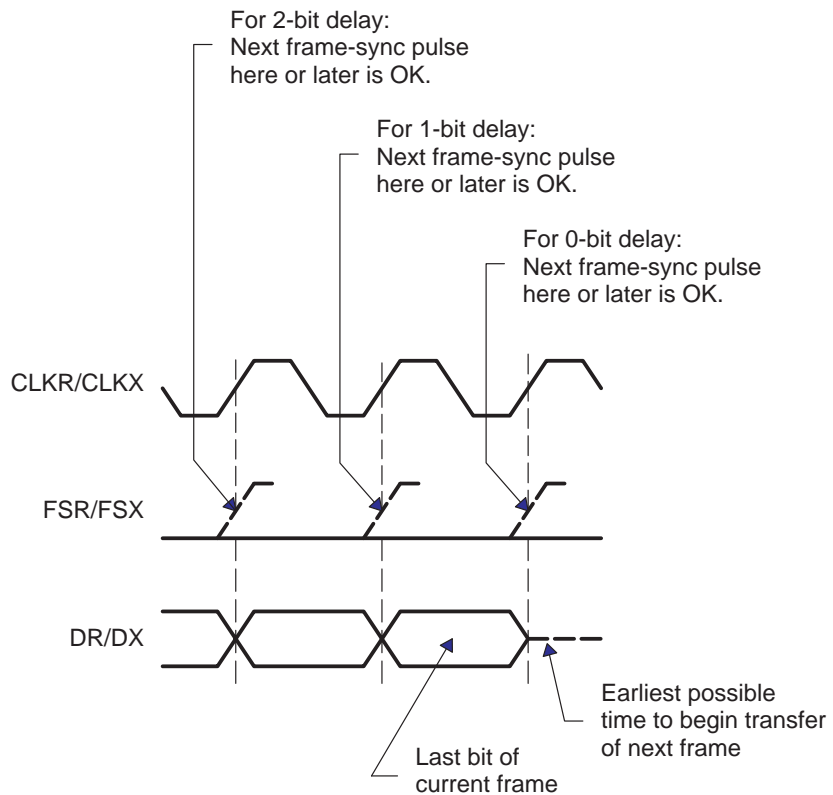 For 2-bit delay:
Next frame-sync pulse
here or later is OK.
For 1-bit delay:
Next frame-sync pulse
here or later is OK.
For 0-bit delay:
Next frame-sync pulse
here or later is OK.
CLKR/CLKX
FSR/FSX
DR/DX
Earliest possible
time to begin transfer
of next frame
Last bit of
current frame